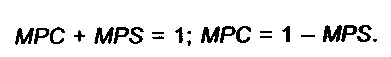 MPC + MPS = 1; MPC = 1 – MPS.